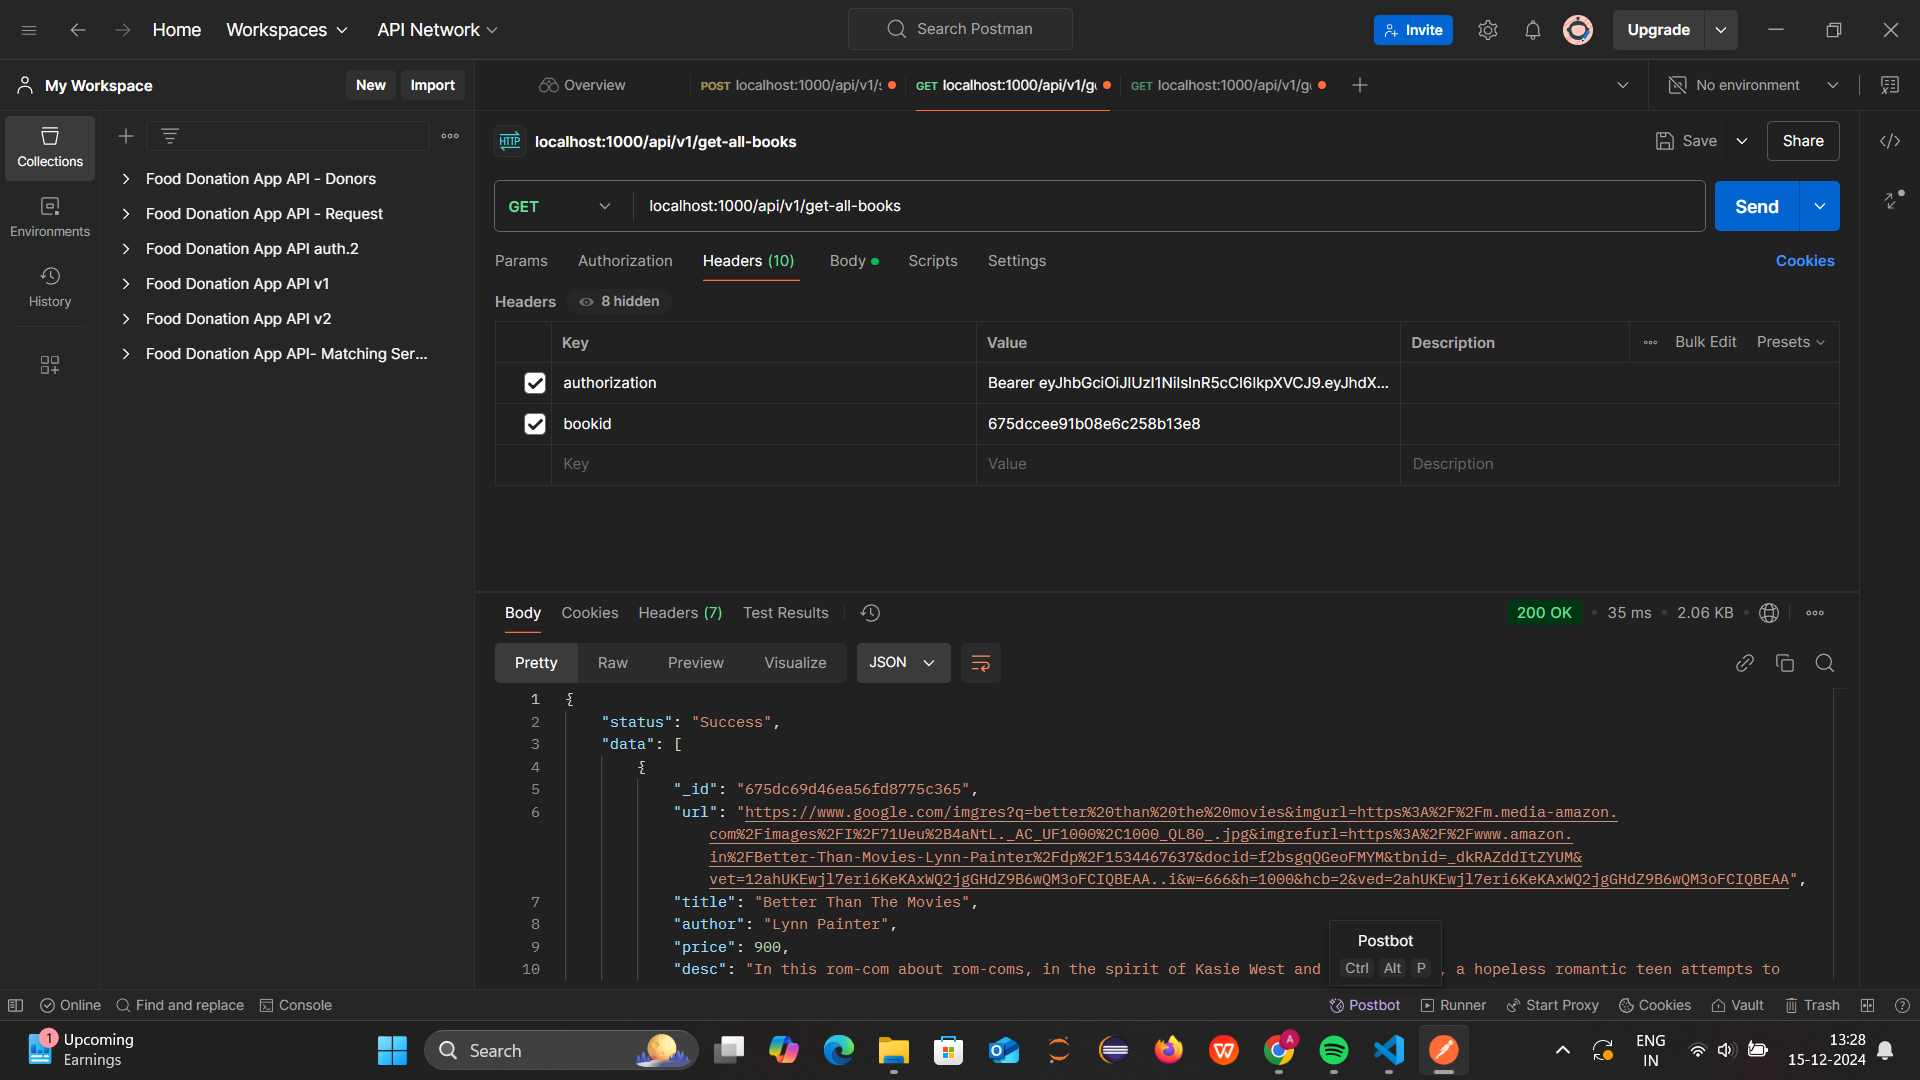 Home Workspaces API Network Search Postman Invite Upgrade
My Workspace New Import Overview POST localhost:1000/api/v1/s GET localhost:1000/api/v1/ge GET localhost:1000/api/v1/ge No environment
Collections
Environments
History
Food Donation App API - Donors
Food Donation App API - Request
Food Donation App API auth.2
Food Donation App API v1
Food Donation App API v2
Food Donation App API- Matching Ser...
HTTP localhost:1000/api/v1/get-all-books Save Share
GET localhost:1000/api/v1/get-all-books Send
Params Authorization Headers (10) Body Scripts Settings Cookies
Headers 8 hidden
Key Value Description Bulk Edit Presets
authorization Bearer eyJhbGciOiJIUzI1NiIsInR5cCI6IkpXVCJ9.eyJhdX...
bookid 675dccee91b08e6c258b13e8
Key Value Description
Body Cookies Headers (7) Test Results 200 OK 35 ms 2.06 KB
Pretty Raw Preview Visualize JSON
1 {
2 "status": "Success",
3 "data": [
4 {
5 "_id": "675dc69d46ea56fd8775c365",
6 "url": "https://www.google.com/imgres?q=better%20than%20the%20movies&imgurl=https%3A%2F%2Fm.media-amazon.
com%2Fimages%2FI%2F71Ueu%2B4aNtL._AC_UF1000%2C1000_QL80_.jpg&imgrefurl=https%3A%2F%2Fwww.amazon.
in%2FBetter-Than-Movies-Lynn-Painter%2Fdp%2F1534467637&docid=f2bsgqQGeoFMYM&tbnid=_dkRAZddItZYUM&
vet=12ahUKEwjl7eri6KeKAxWQ2jgGHdZ9B6wQM3oFCIQBEAA..i&w=666&h=1000&hcb=2&ved=2ahUKEwjl7eri6KeKAxWQ2jgGHdZ9B6wQM3oFCIQBEAA",
7 "title": "Better Than The Movies",
8 "author": "Lynn Painter",
9 "price": 900,
10 "desc": "In this rom-com about rom-coms, in the spirit of Kasie West and , a hopeless romantic teen attempts to
Postbot
Ctrl Alt P
Online Find and replace Console Postbot Runner Start Proxy Cookies Vault Trash
1 Upcoming
Earnings
Search
A
ENG
IN
13:28
15-12-2024